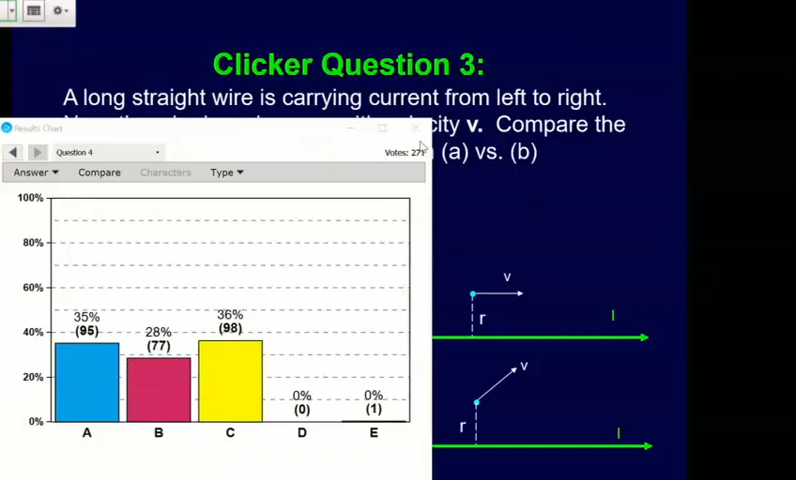 Clicker Question 3:
A long straight wire is carrying current from left to right.
city v. Compare the
(a) vs. (b)
Results Chart
Question 4
Votes: 271
Answer
Compare
Characters
Type
100%
80%
60%
40%
20%
0%
35%
(95)
28%
(77)
36%
(98)
0%
(0)
0%
(1)
A B C D E
v
r
I
v
r
I